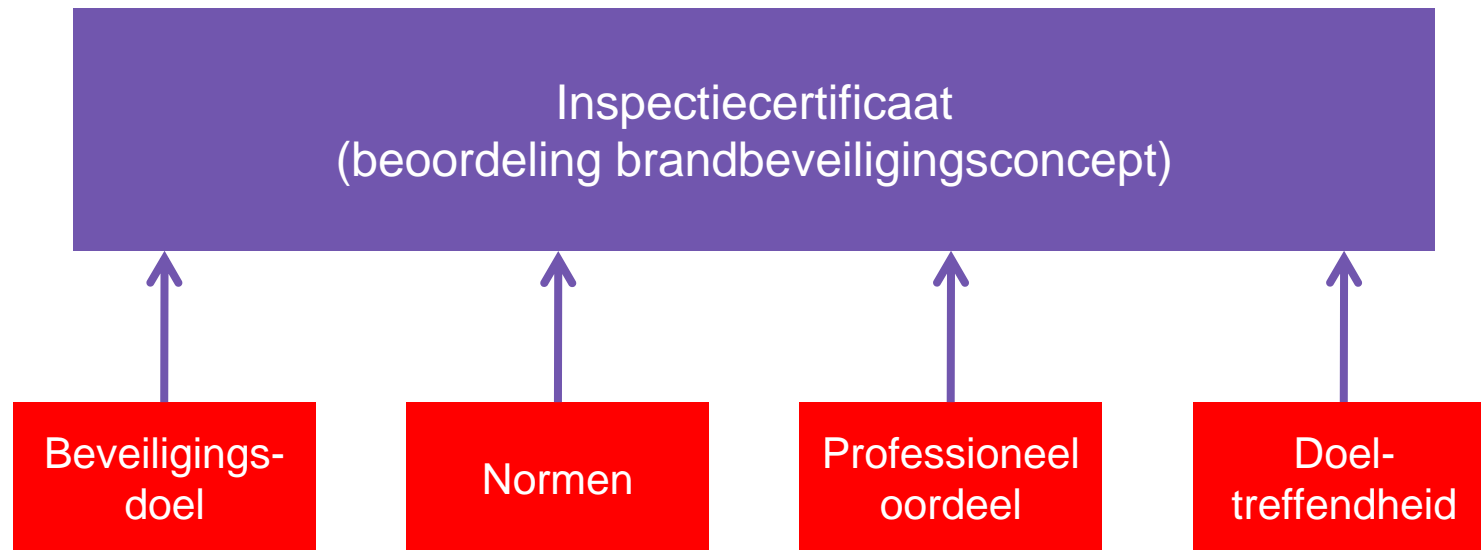 Inspectiecertificaat
(beoordeling brandbeveiligingsconcept)
Beveiligings-
doel
Normen
Professioneel
oordeel
Doel-
treffendheid